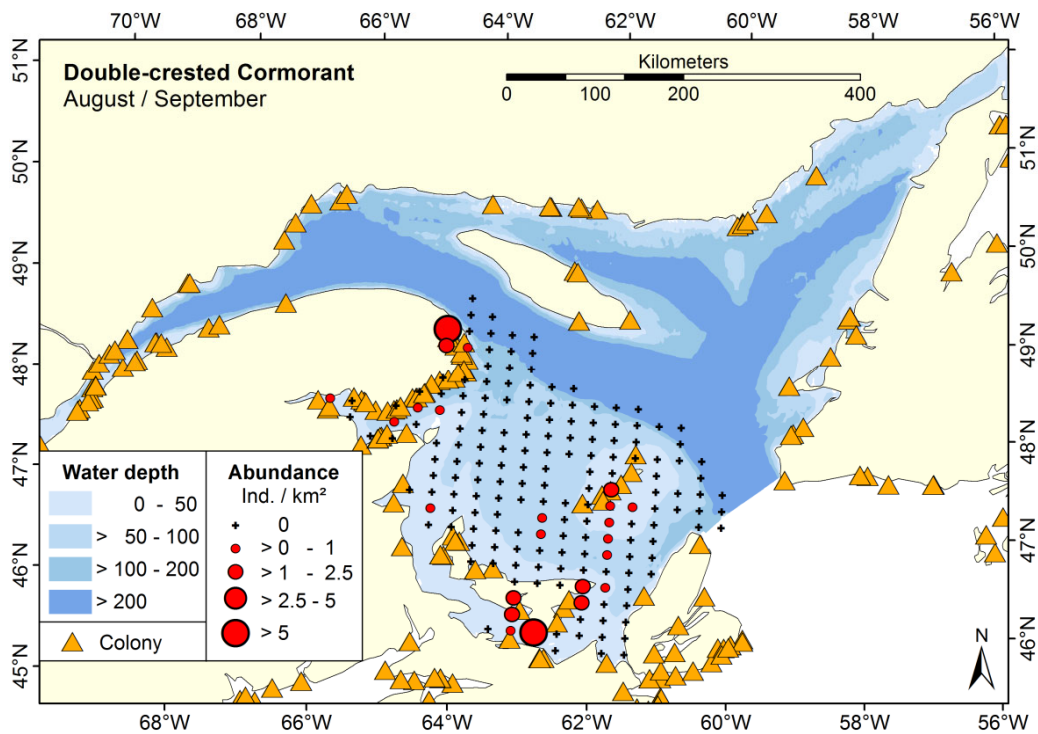 70°W 68°W 66°W 64°W 62°W 60°W 58°W 56°W
Double-crested Cormorant
August / September
Kilometers
0 100 200 400
51°N
50°N
49°N
48°N
47°N
46°N
45°N
51°N
50°N
49°N
48°N
47°N
46°N
Water depth
0 - 50
> 50 - 100
> 100 - 200
> 200
Colony
Abundance
Ind. / km²
0
> 0 - 1
> 1 - 2.5
> 2.5 - 5
> 5
N
68°W 66°W 64°W 62°W 60°W 58°W 56°W